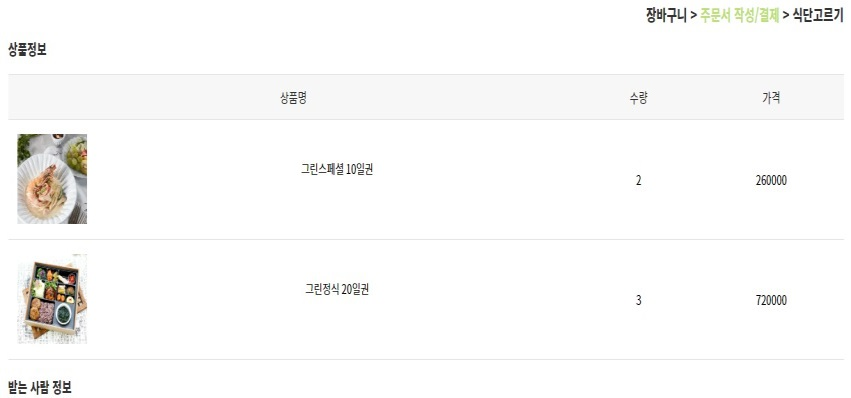 장바구니 > 주문서 작성/결제 > 식단고르기
상품정보
상품명 수량 가격
그린스페셜 10일권 2 260000
그린정식 20일권 3 720000
받는 사람 정보